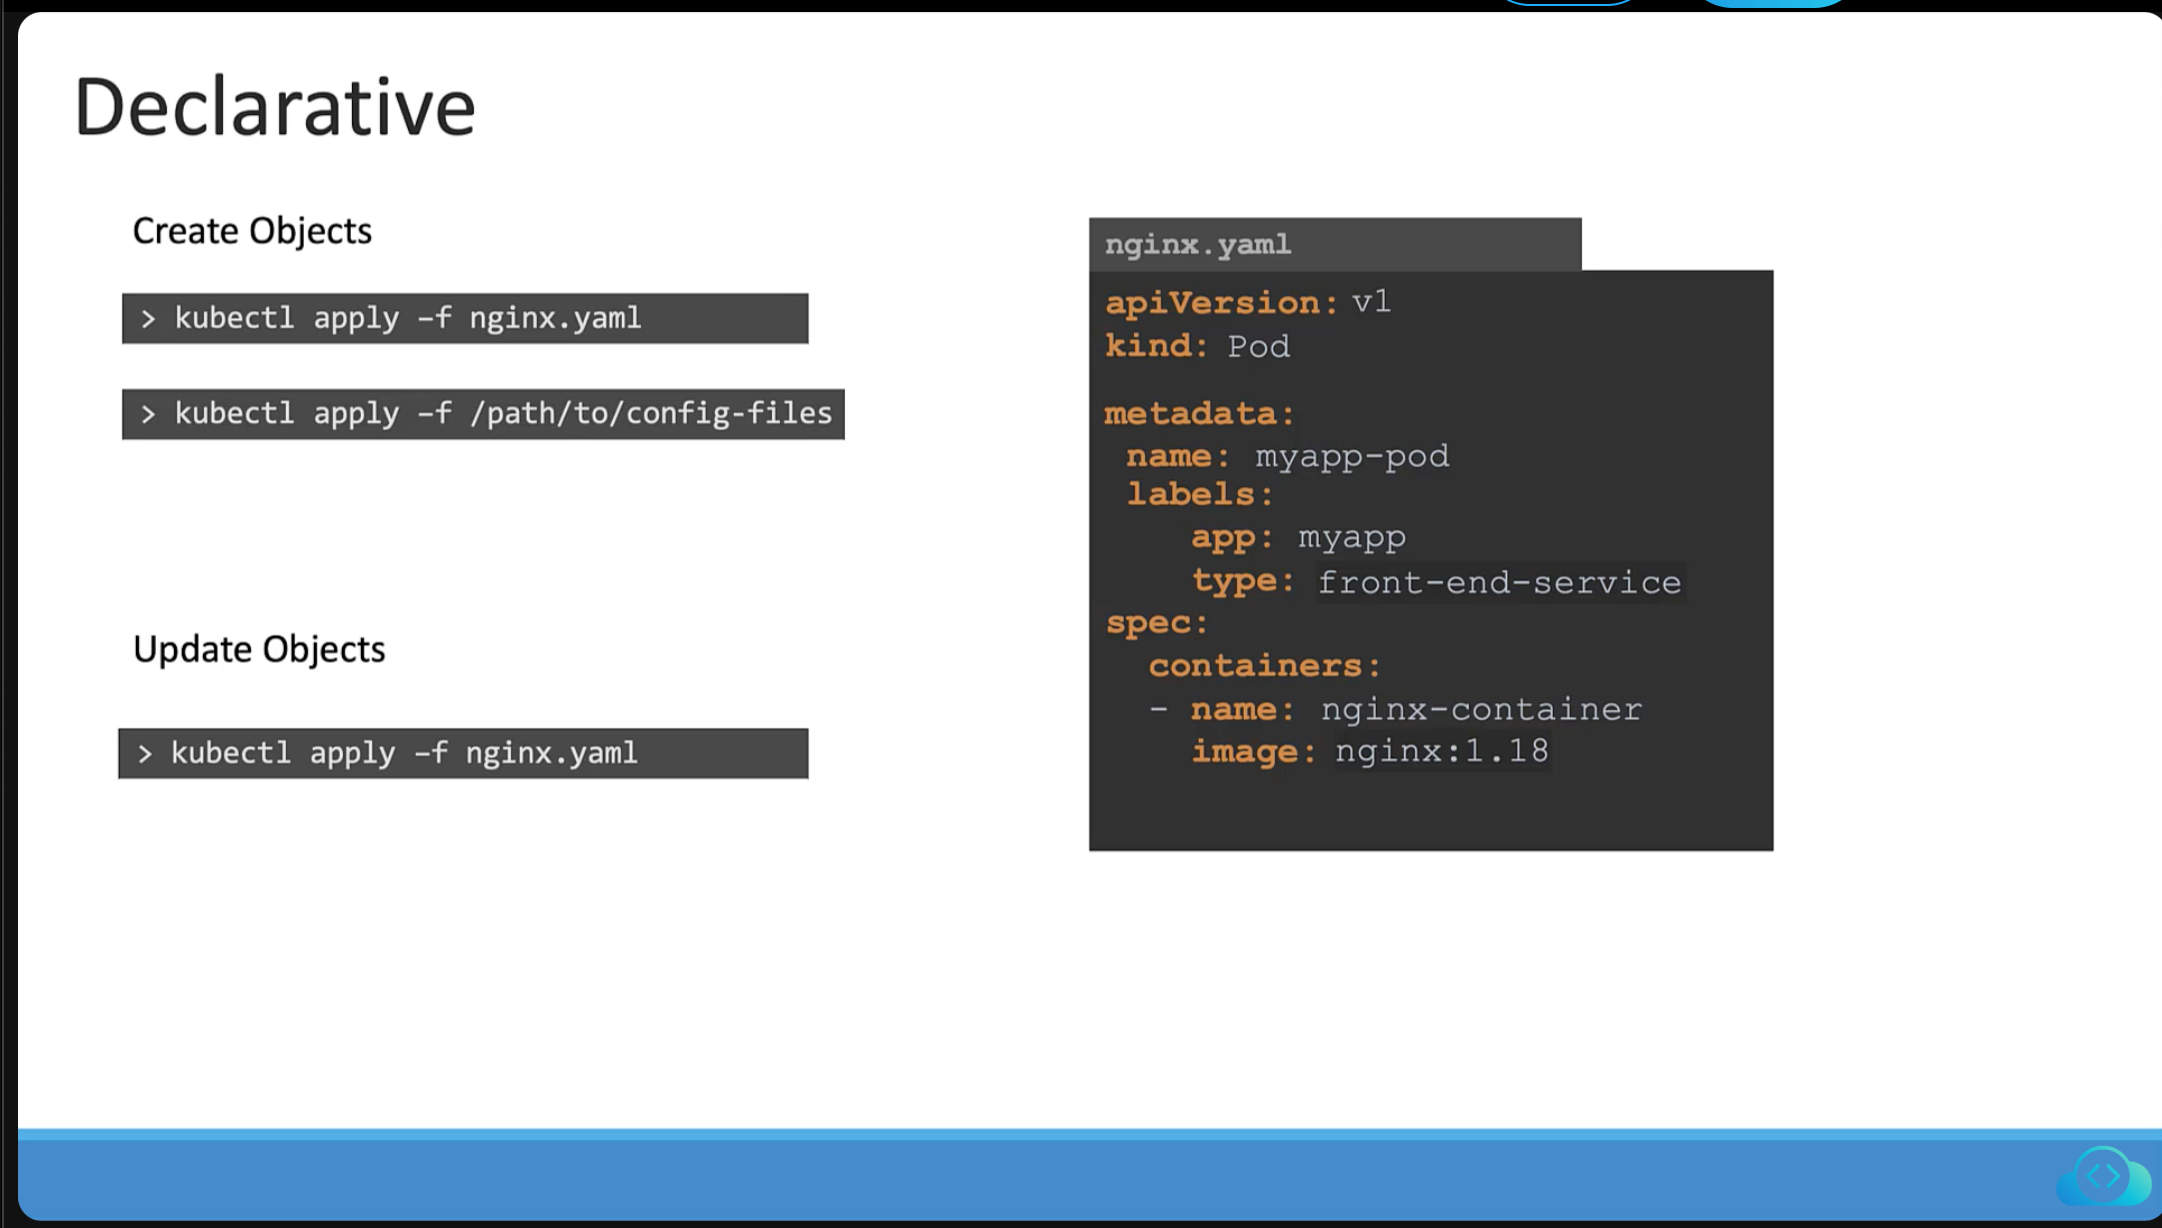 Declarative
Create Objects
> kubectl apply –f nginx.yaml
> kubectl apply –f /path/to/config-files
Update Objects
> kubectl apply –f nginx.yaml
nginx.yaml
apiVersion: v1
kind: Pod
metadata:
name: myapp-pod
labels:
app: myapp
type: front-end-service
spec:
containers:
- name: nginx-container
image: nginx:1.18